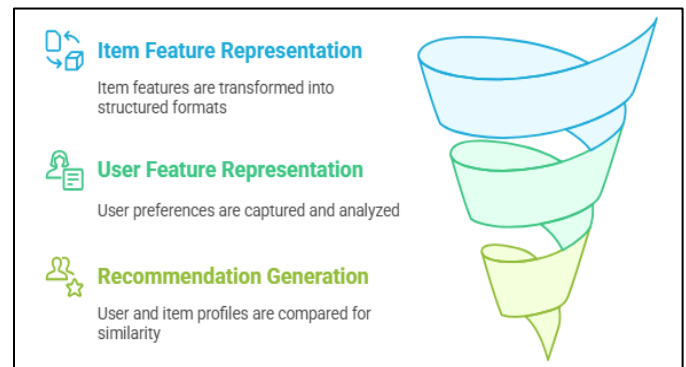 Item Feature Representation
Item features are transformed into
structured formats
User Feature Representation
User preferences are captured and analyzed
Recommendation Generation
User and item profiles are compared for
similarity